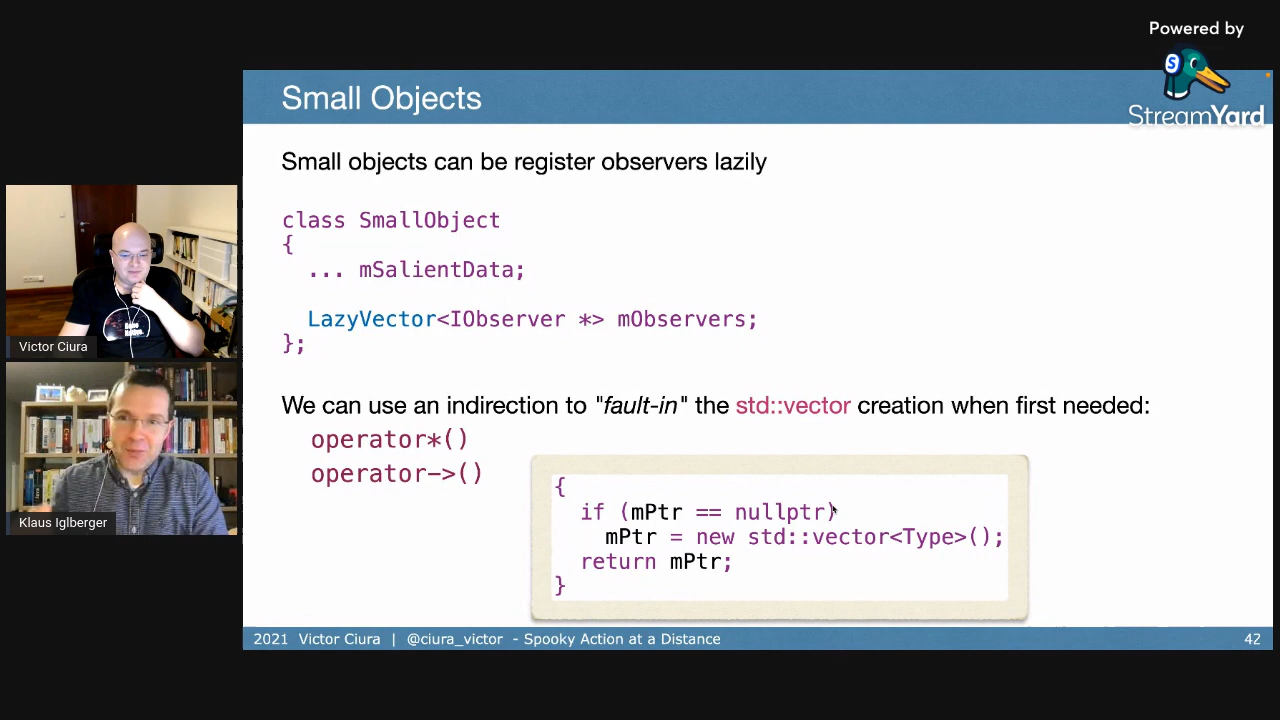 Powered by
StreamYard
Small Objects
Small objects can be register observers lazily
class SmallObject
{
... mSalientData;
LazyVector<IObserver *> mObservers;
};
We can use an indirection to "fault-in" the std::vector creation when first needed:
operator*()
operator->()
{
if (mPtr == nullptr)
mPtr = new std::vector<Type>();
return mPtr;
}
Victor Ciura
Klaus Iglberger
2021 Victor Ciura | @ciura_victor - Spooky Action at a Distance
42